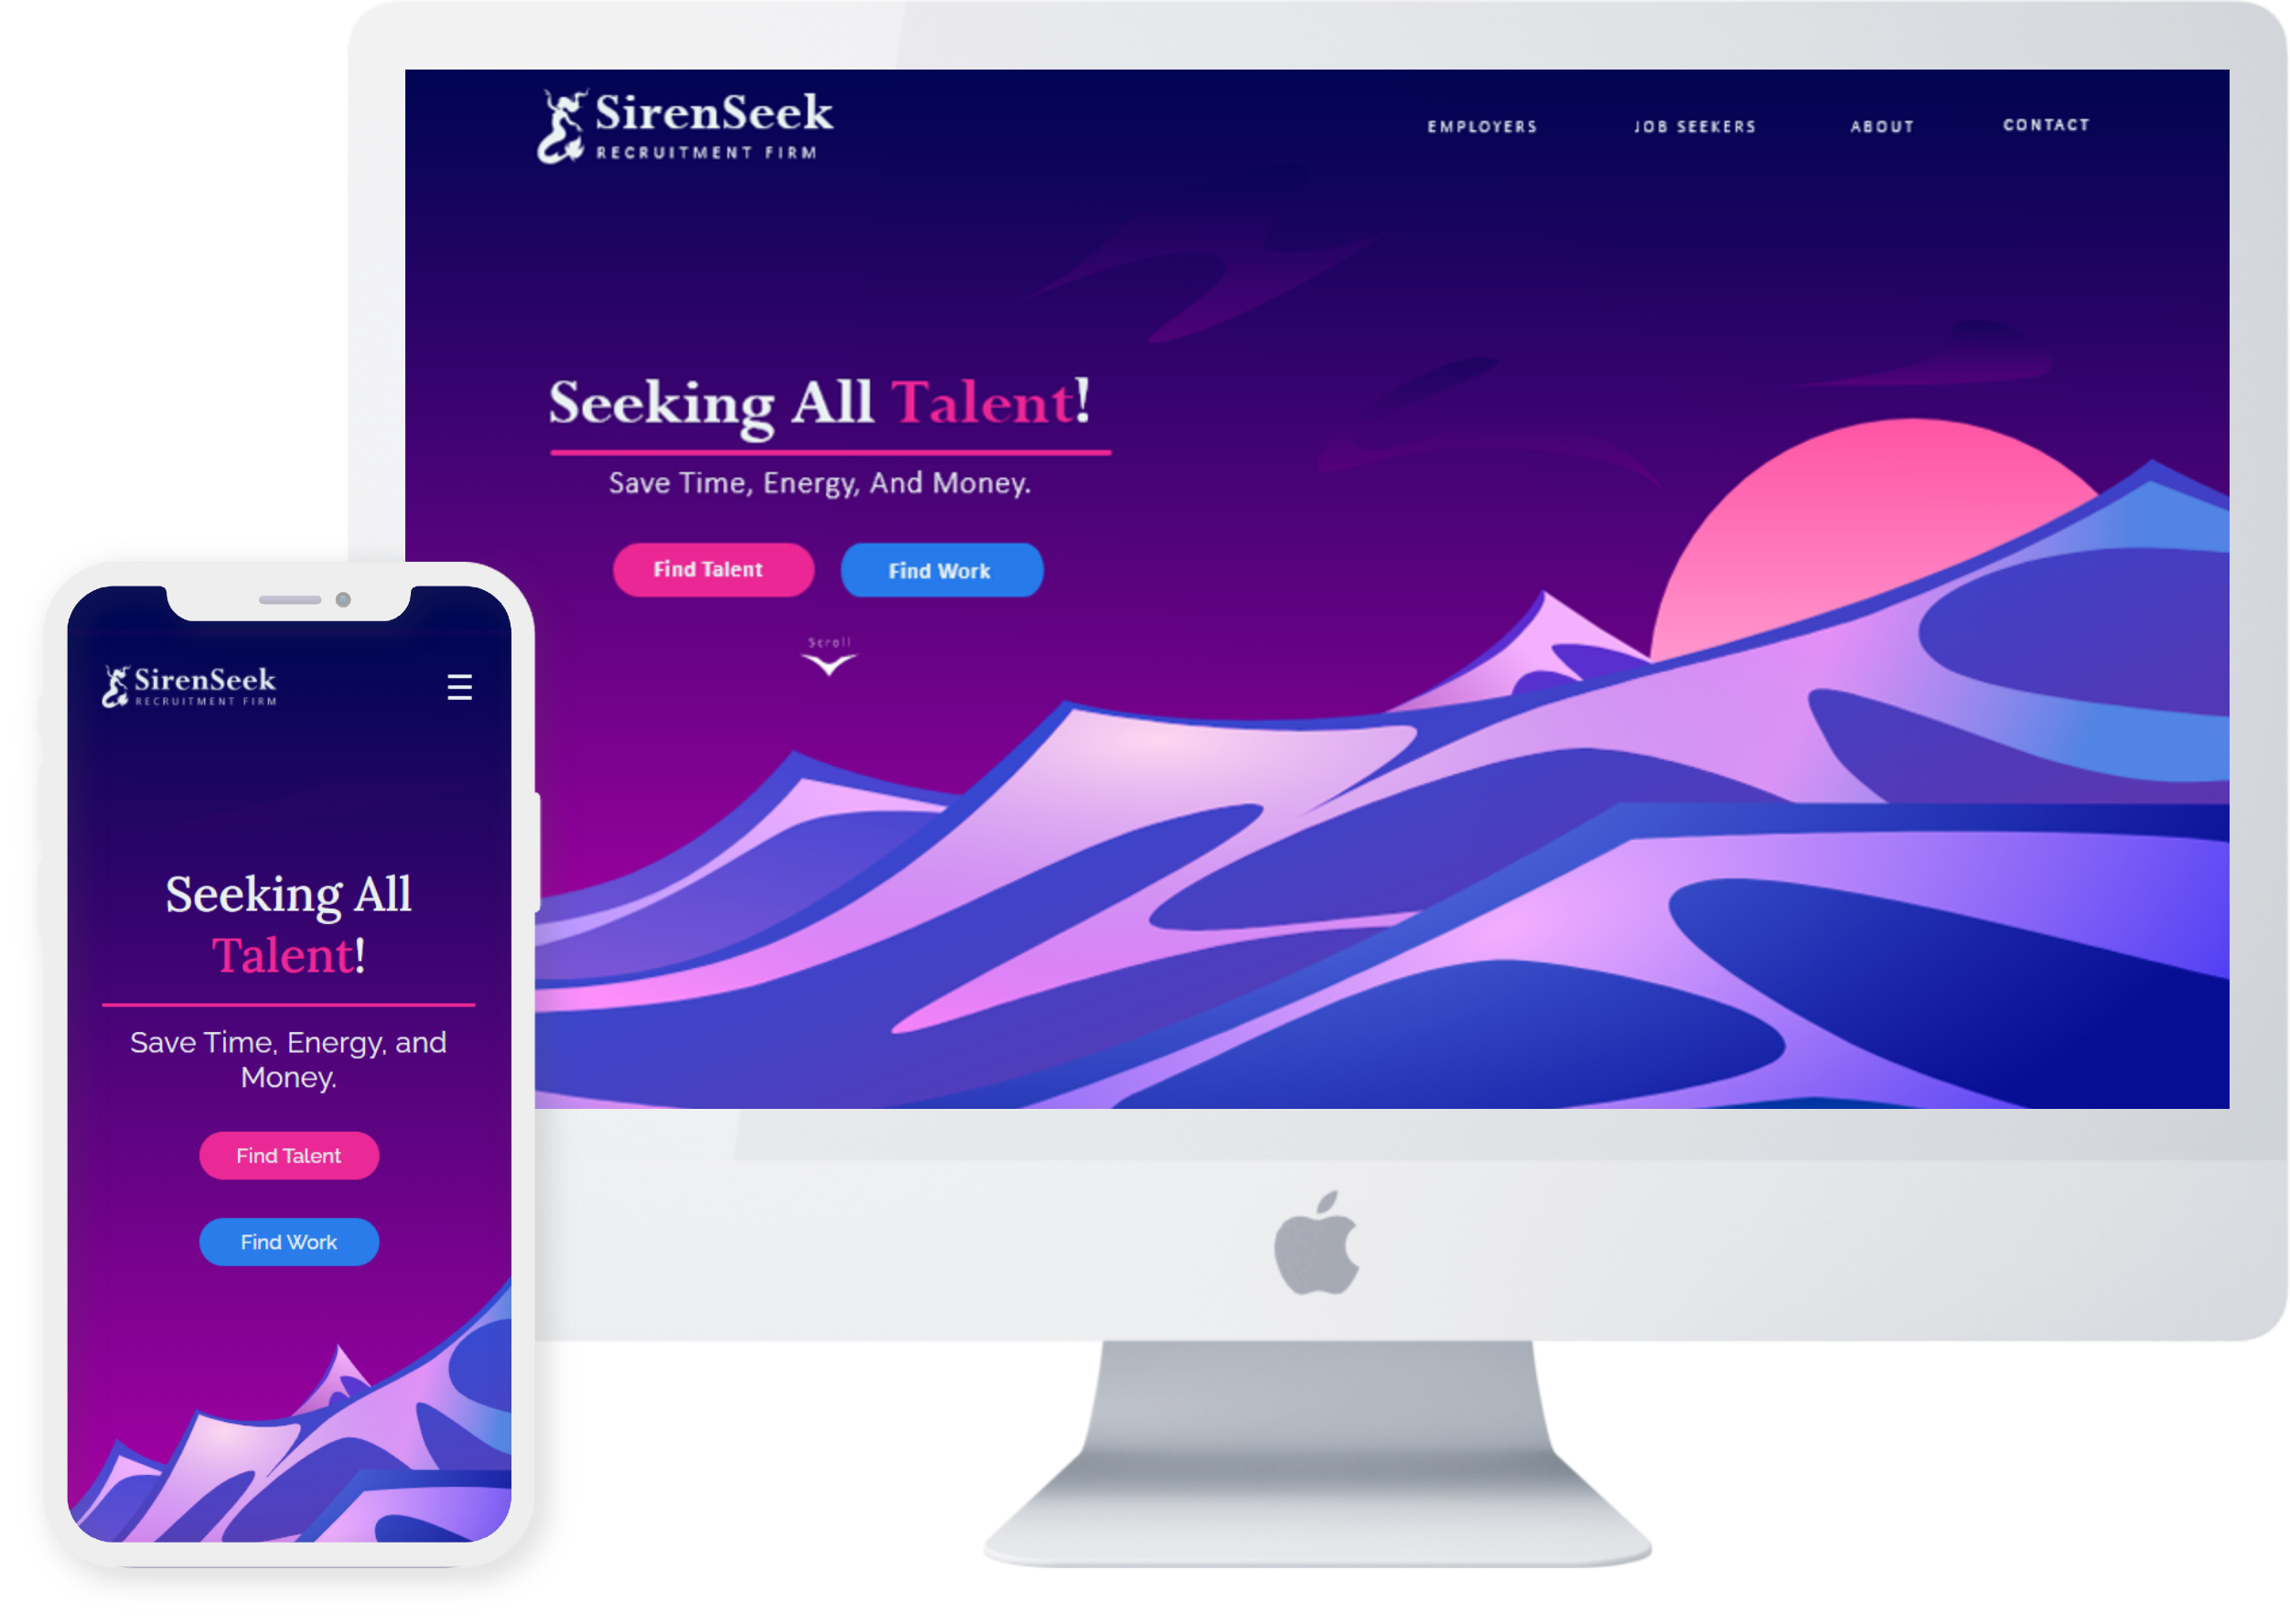 SirenSeek
RECRUITMENT FIRM
EMPLOYERS
JOB SEEKERS
ABOUT
CONTACT
Seeking All Talent!
Save Time, Energy, And Money.
Find Talent
Find Work
Scroll
SirenSeek
RECRUITMENT FIRM
Seeking All
Talent!
Save Time, Energy, and
Money.
Find Talent
Find Work